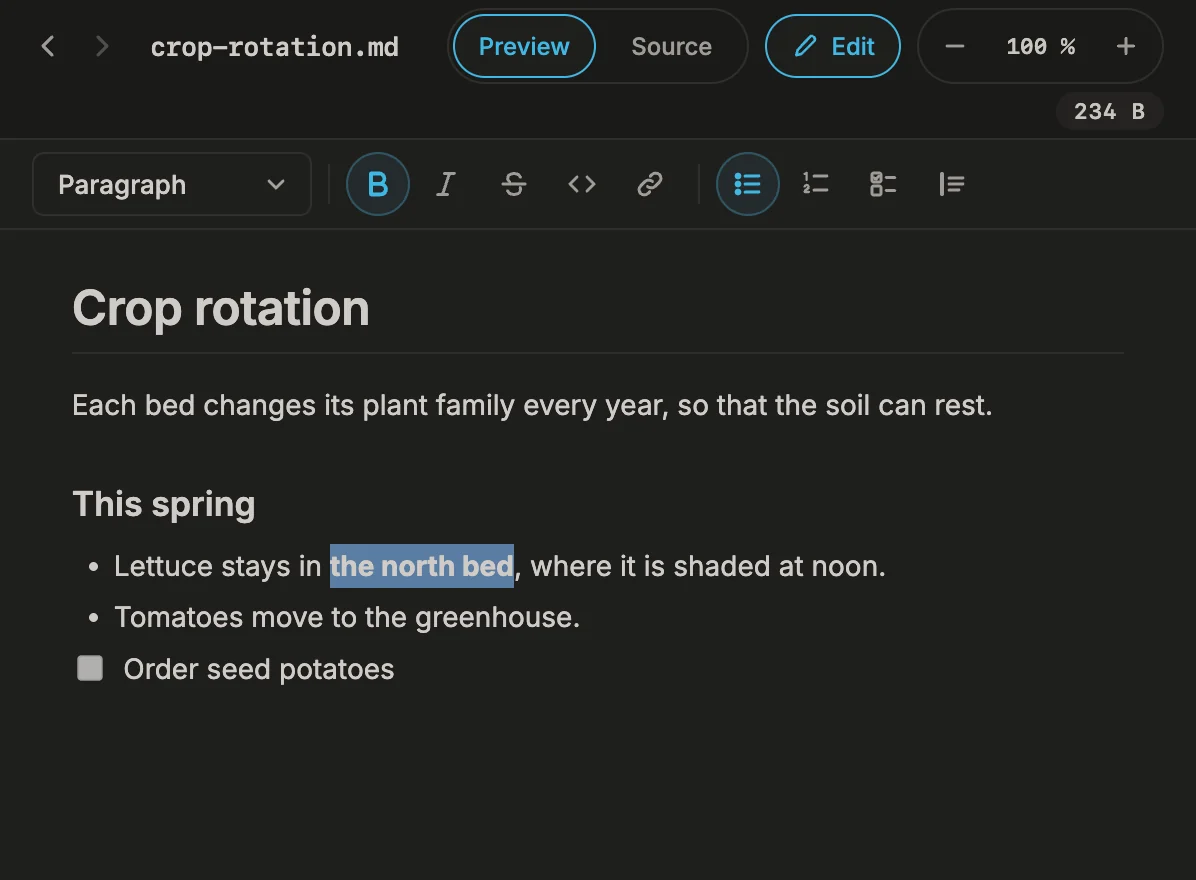 crop-rotation.md
Preview
Source
Edit
100 %
234 B
Paragraph
B
I
S
Crop rotation
Each bed changes its plant family every year, so that the soil can rest.
This spring
• Lettuce stays in the north bed, where it is shaded at noon.
• Tomatoes move to the greenhouse.
Order seed potatoes